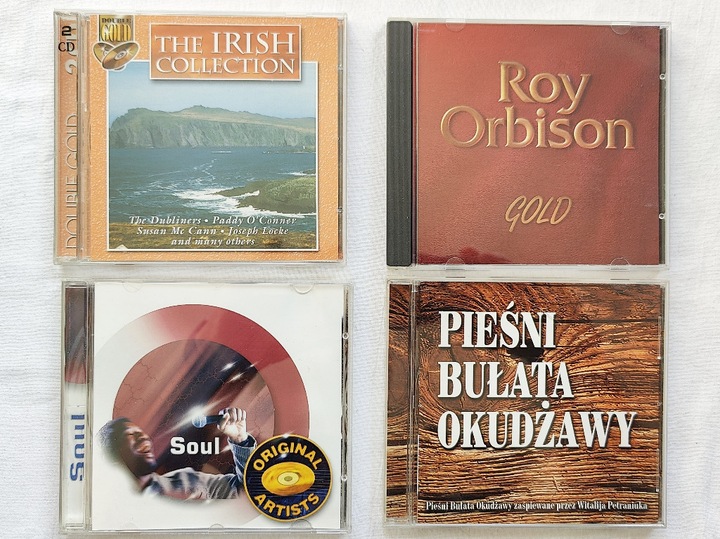 2
CD
DOUBLE GOLD
DOUBLE
GOLD
THE IRISH
COLLECTION
The Dubliners • Paddy O'Conner
Susan Mc Cann • Joseph Locke
and many others
Roy
Orbison
GOLD
Soul
Soul
ORIGINAL
ARTISTS
PIEŚNI
BUŁATA
OKUDŻAWY
Pieśni Bułata Okudżawy zaśpiewane przez Witalija Petraniuka